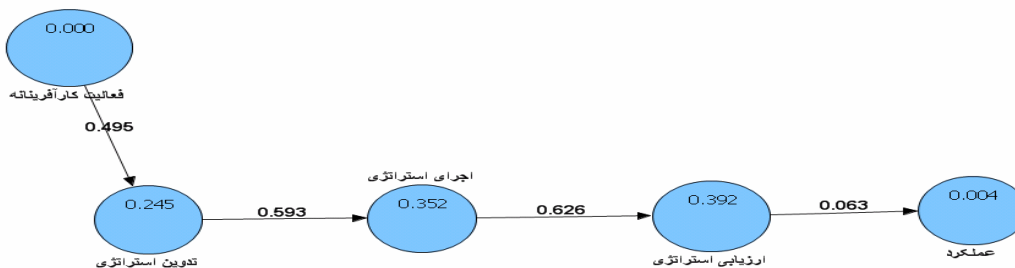 0.000
فعالیت کارآفرینانه
0.495
اجرای استراتژی
0.245
0.593
0.352
0.626
0.392
0.063
0.004
تدوین استراتژی
ارزیابی استراتژی
عملکرد